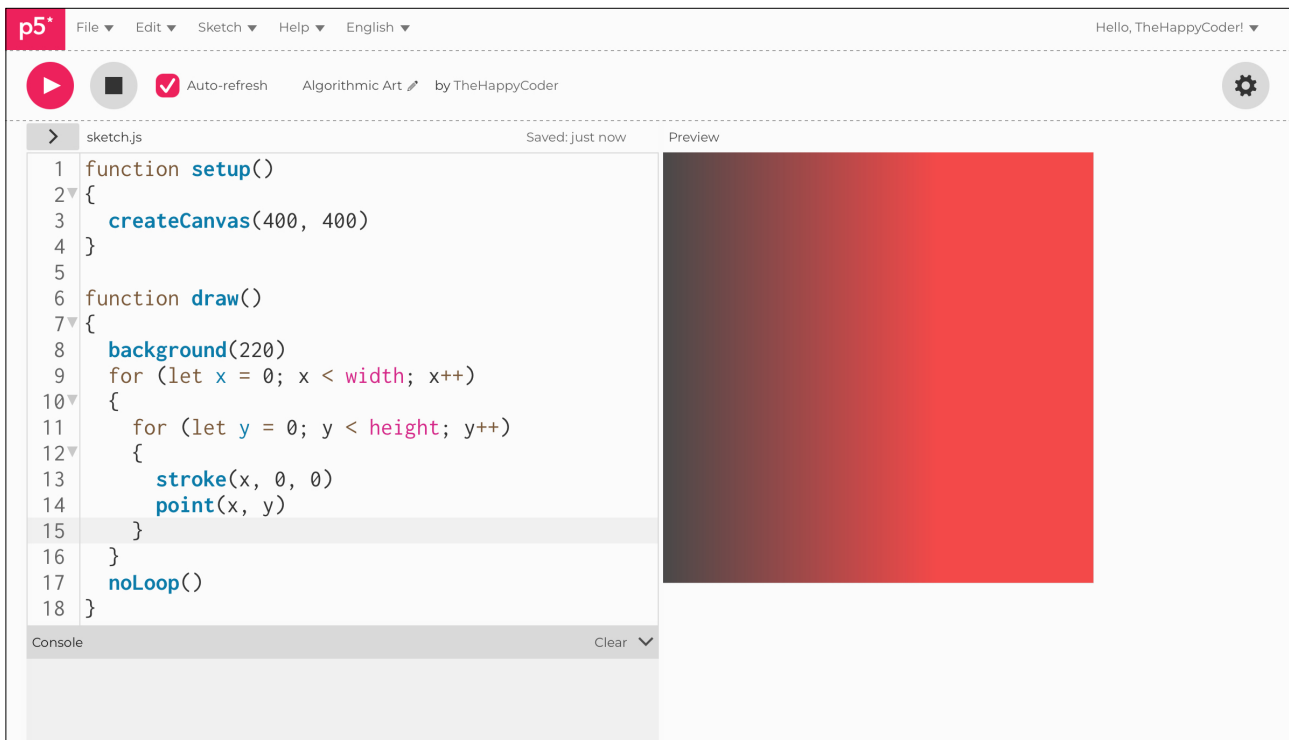 p5* File Edit Sketch Help English Hello, TheHappyCoder!
Auto-refresh Algorithmic Art by TheHappyCoder
sketch.js Saved: just now Preview
1 function setup()
2 {
3   createCanvas(400, 400)
4 }
5
6 function draw()
7 {
8   background(220)
9   for (let x = 0; x < width; x++)
10   {
11     for (let y = 0; y < height; y++)
12     {
13       stroke(x, 0, 0)
14       point(x, y)
15     }
16   }
17   noLoop()
18 }
Console Clear